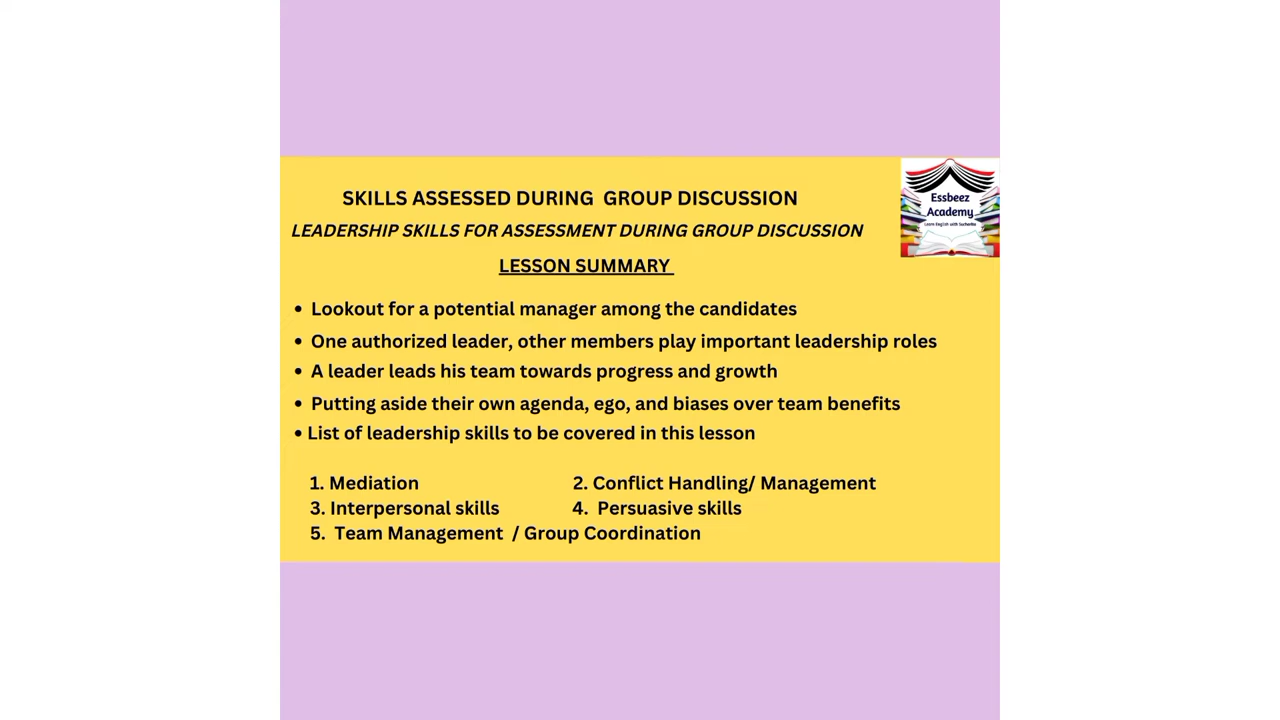 SKILLS ASSESSED DURING GROUP DISCUSSION
LEADERSHIP SKILLS FOR ASSESSMENT DURING GROUP DISCUSSION
LESSON SUMMARY
Essbeez
Academy
Learn English with Sucharita
• Lookout for a potential manager among the candidates
• One authorized leader, other members play important leadership roles
• A leader leads his team towards progress and growth
• Putting aside their own agenda, ego, and biases over team benefits
• List of leadership skills to be covered in this lesson
1. Mediation 2. Conflict Handling/ Management
3. Interpersonal skills 4. Persuasive skills
5. Team Management / Group Coordination